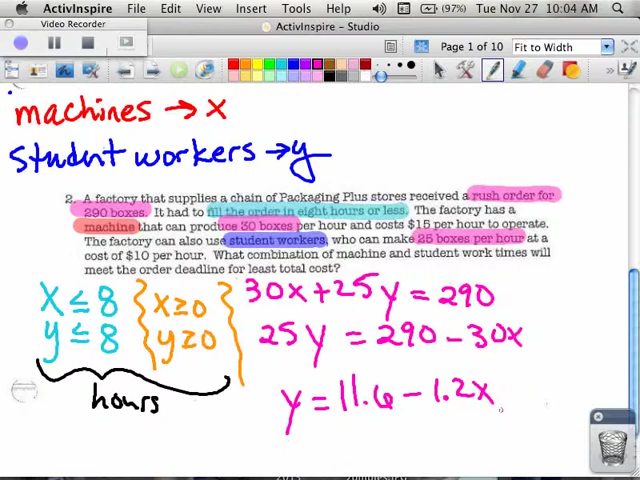 ActivInspire File Edit View Insert Tools Help (97%) Tue Nov 27 10:04 AM
Video Recorder
ActivInspire - Studio
Page 1 of 10 Fit to Width
machines → x
student workers → y
2. A factory that supplies a chain of Packaging Plus stores received a rush order for
290 boxes. It had to fill the order in eight hours or less. The factory has a
machine that can produce 30 boxes per hour and costs $15 per hour to operate.
The factory can also use student workers, who can make 25 boxes per hour at a
cost of $10 per hour. What combination of machine and student work times will
meet the order deadline for least total cost?
x ≤ 8 x ≥ 0 30x + 25y = 290
y ≤ 8 y ≥ 0 25y = 290 - 30x
hours y = 11.6 - 1.2x